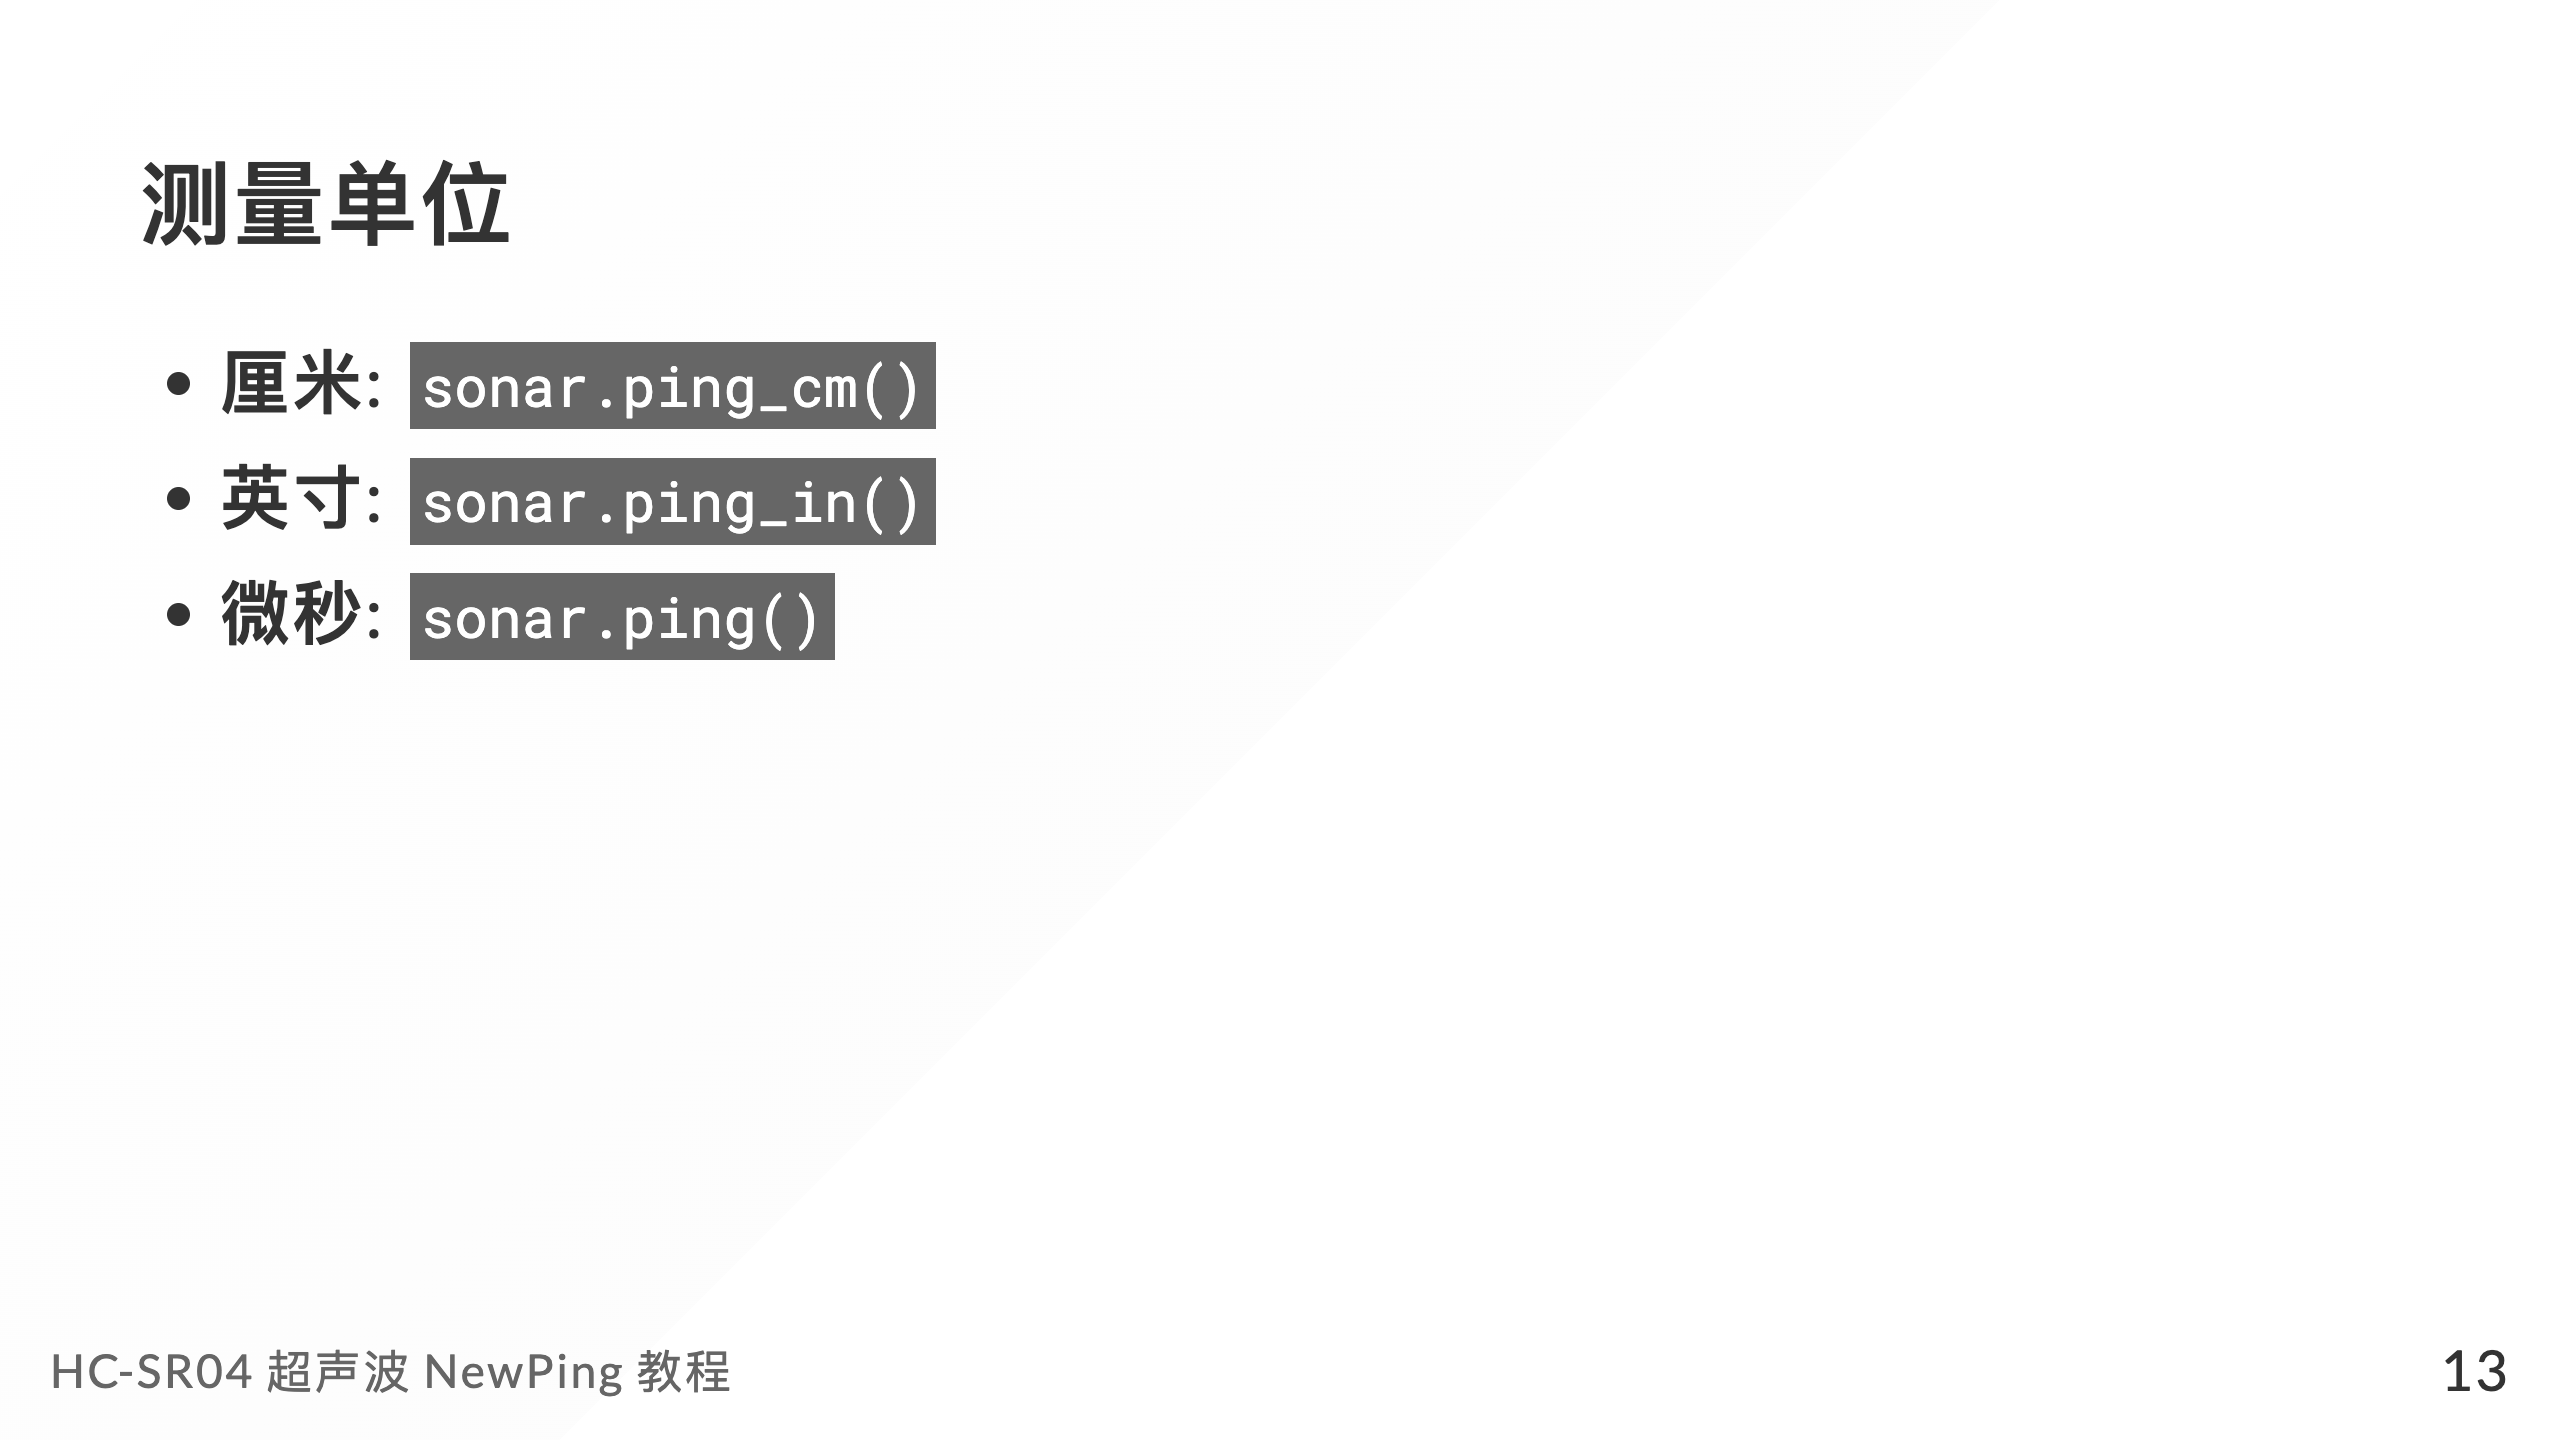 测量单位
• 厘米: sonar.ping_cm()
• 英寸: sonar.ping_in()
• 微秒: sonar.ping()
HC-SR04 超声波 NewPing 教程
13